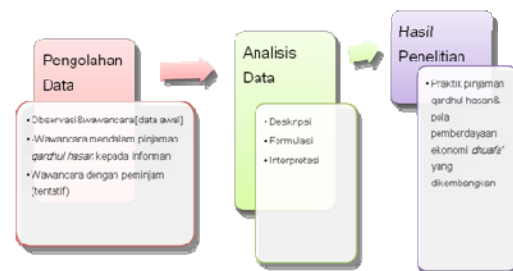 Pengolahan
Data
• Observasi&wawancara[data awal]
• -Wawancara mendalam pinjaman
qardhul hasan kepada informan
• Wawancara dengan peminjam
(tentatif)
Analisis
Data
• Deskripsi
• Formulasi
• Interpretasi
Hasil
Penelitian
• Praktik pinjaman
qardhul hasan&
pola
pemberdayaan
ekonomi dhuafa'
yang
dikembangkan